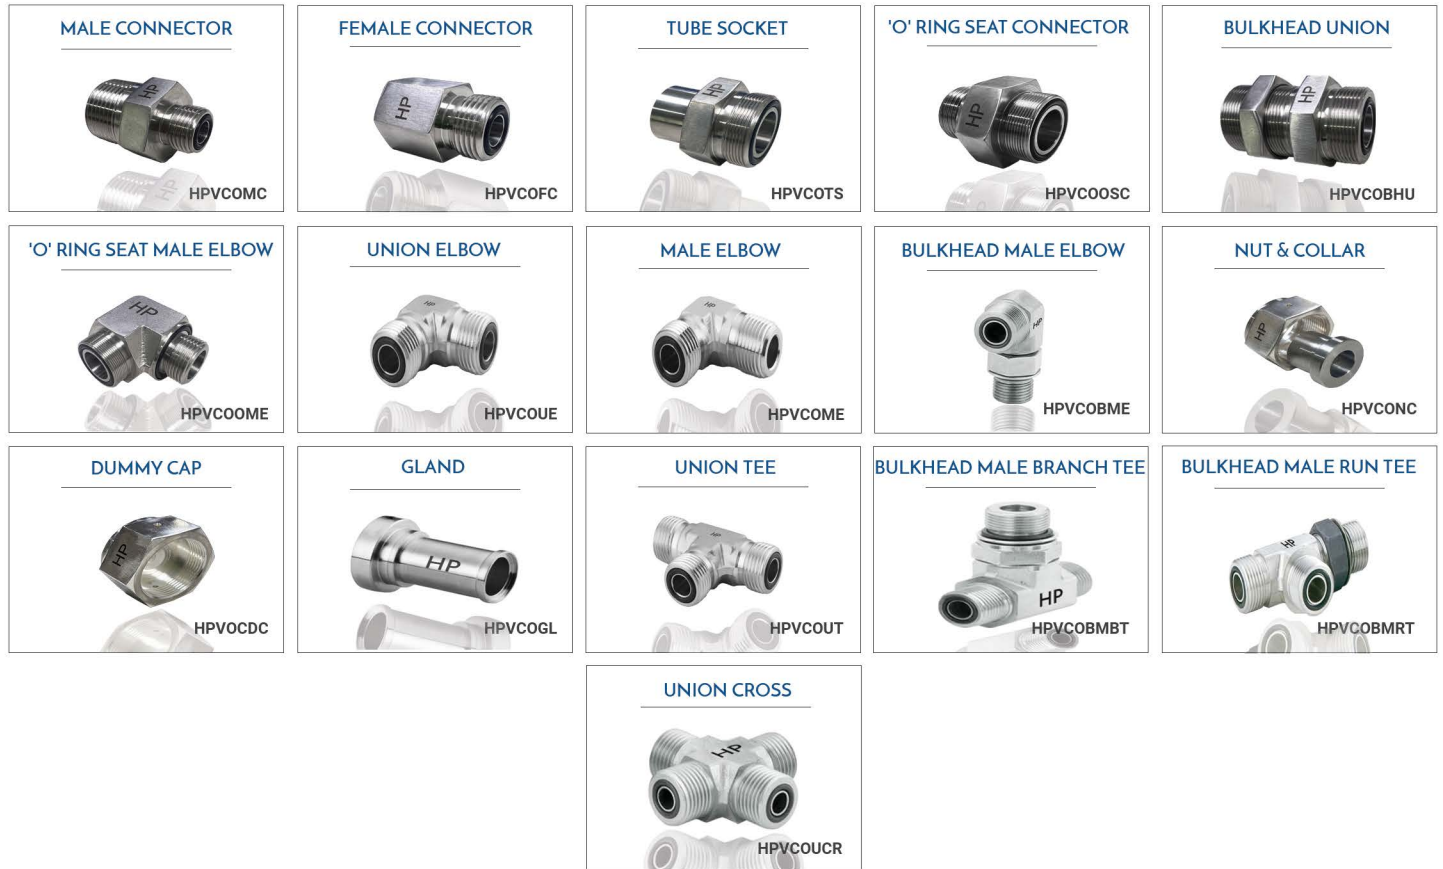 MALE CONNECTOR
HP
HPVCOMC
FEMALE CONNECTOR
HP
HPVCOFC
TUBE SOCKET
HP
HPVCOTS
'O' RING SEAT CONNECTOR
HP
HPVCOOSC
BULKHEAD UNION
HP
HPVCOBHU
'O' RING SEAT MALE ELBOW
HP
HPVCOOME
UNION ELBOW
HP
HPVCOUE
MALE ELBOW
HP
HPVCOME
BULKHEAD MALE ELBOW
HP
HPVCOBME
NUT & COLLAR
HP
HPVCONC
DUMMY CAP
HP
HPVOCDC
GLAND
HP
HPVCOGL
UNION TEE
HP
HPVCOUT
BULKHEAD MALE BRANCH TEE
HP
HPVCOBMBT
BULKHEAD MALE RUN TEE
HP
HPVCOBMRT
UNION CROSS
HP
HPVCOUCR